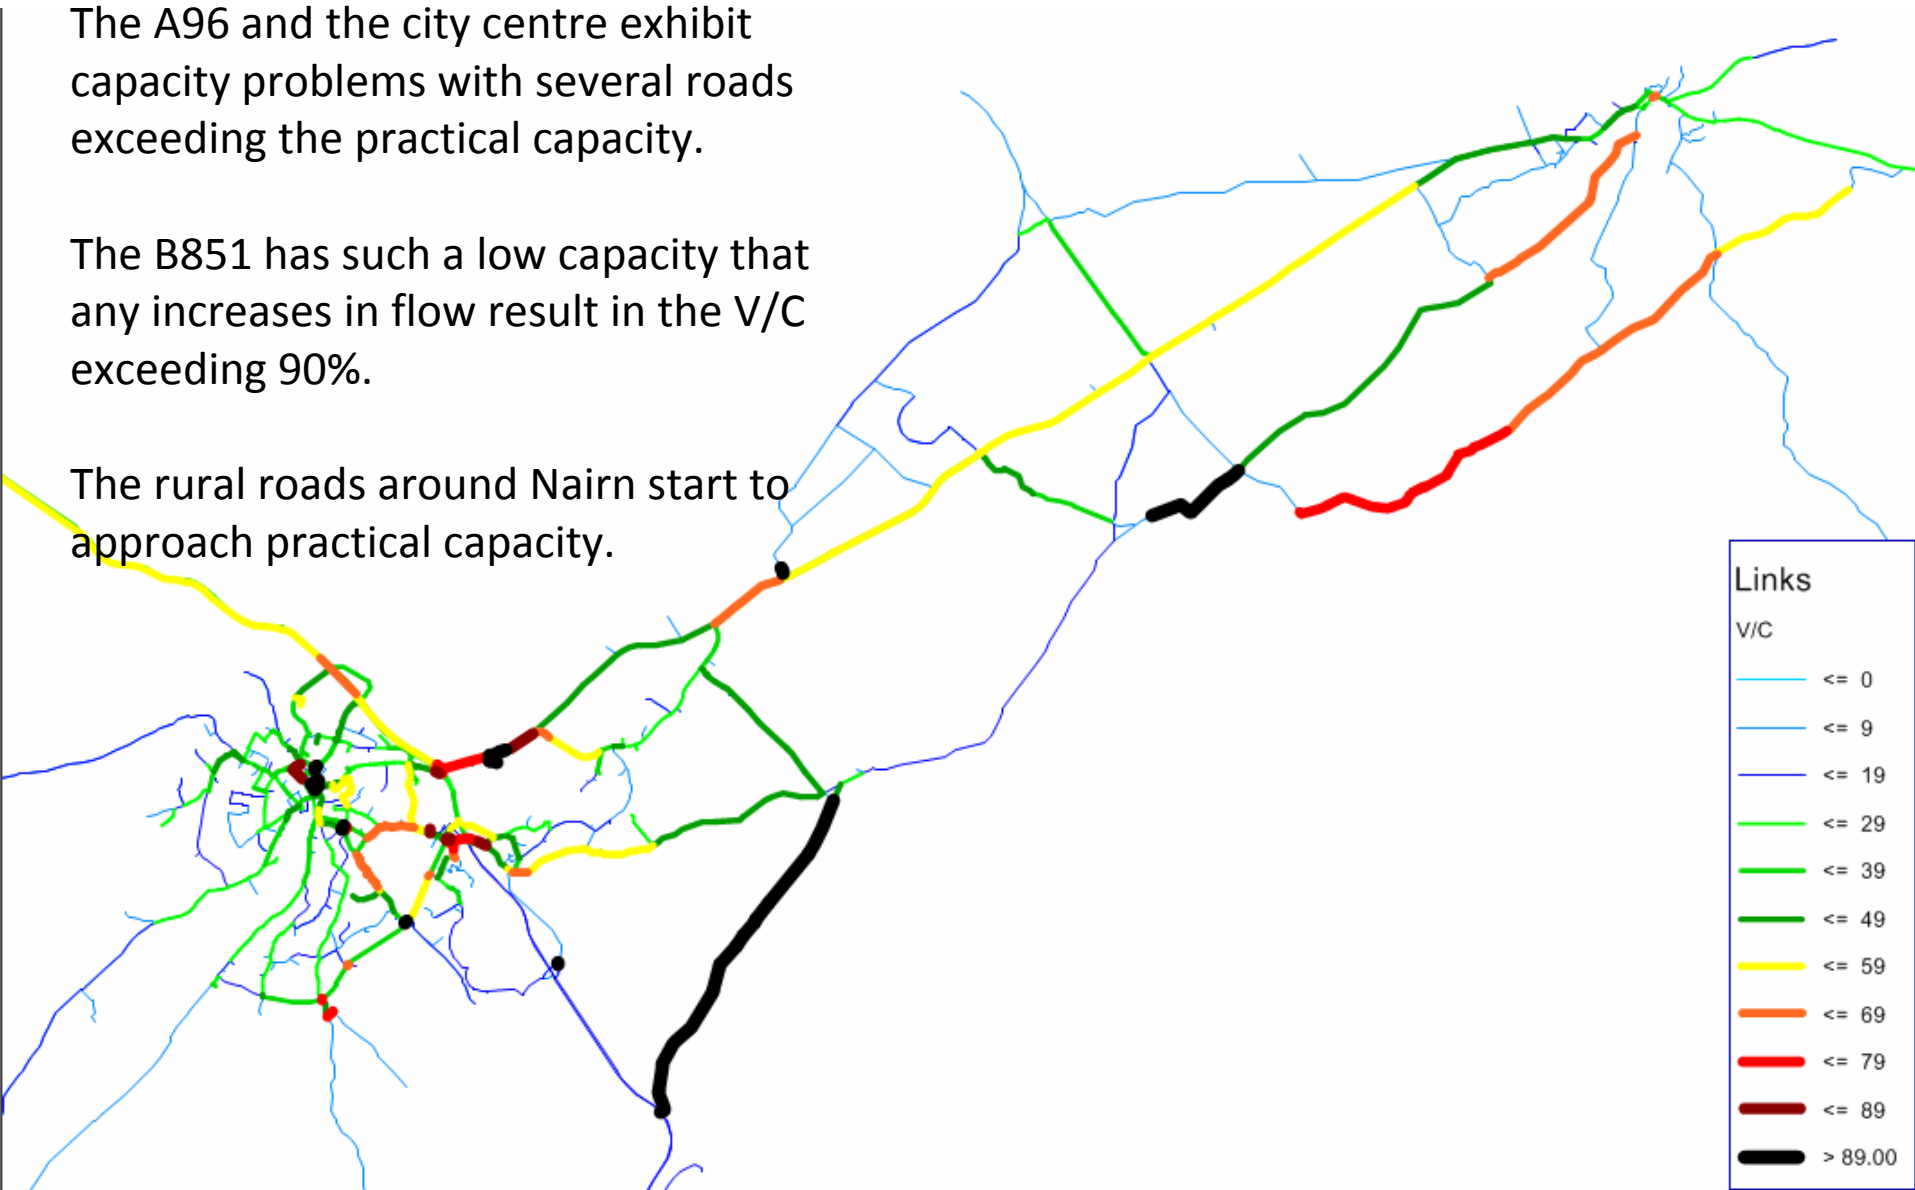 The A96 and the city centre exhibit
capacity problems with several roads
exceeding the practical capacity.
The B851 has such a low capacity that
any increases in flow result in the V/C
exceeding 90%.
The rural roads around Nairn start to
approach practical capacity.
Links
V/C
<= 0
<= 9
<= 19
<= 29
<= 39
<= 49
<= 59
<= 69
<= 79
<= 89
> 89.00